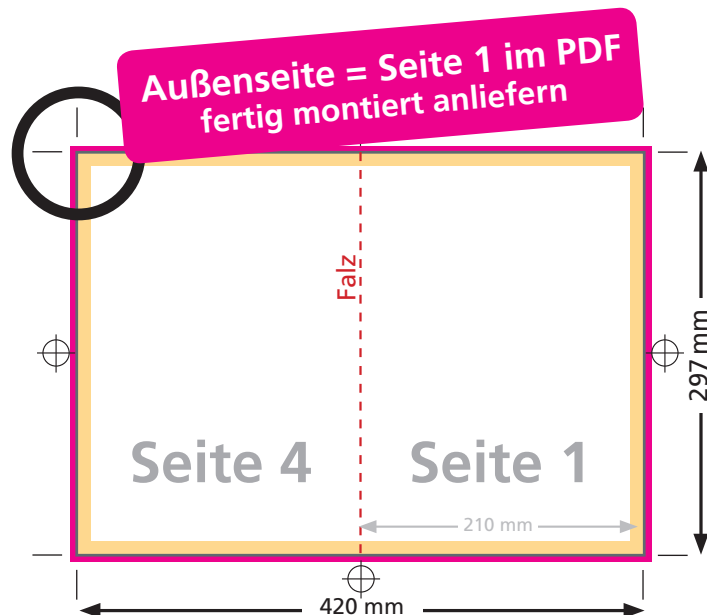 Außenseite = Seite 1 im PDF
fertig montiert anliefern
Falz
297 mm
Seite 4
Seite 1
210 mm
420 mm